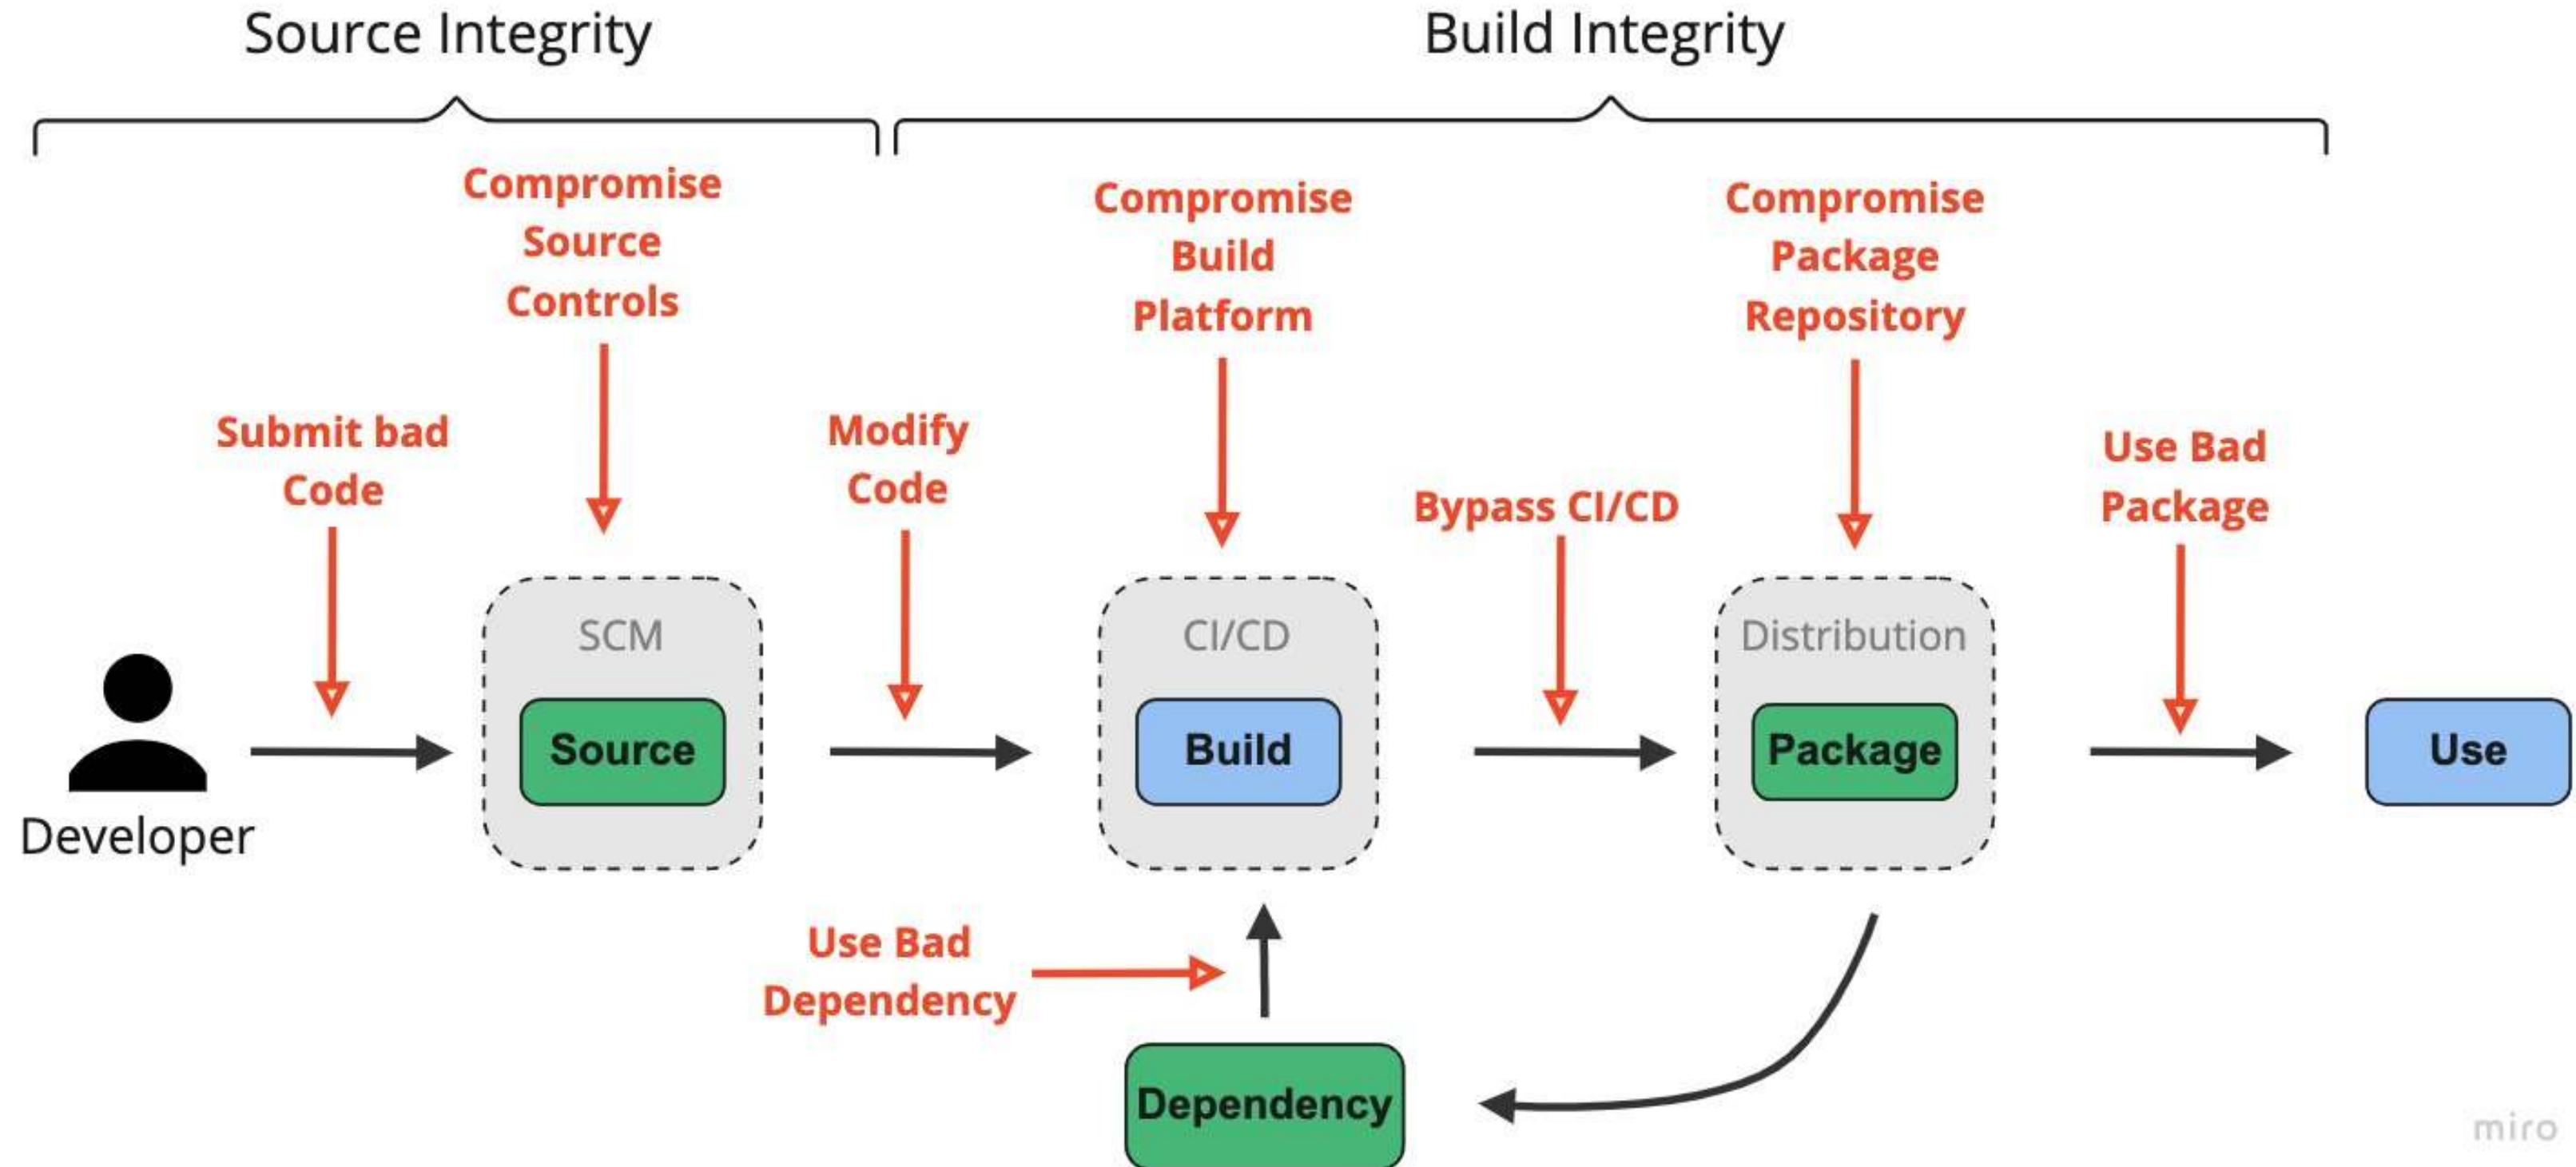 Source Integrity
Build Integrity
Compromise
Source
Controls
Compromise
Build
Platform
Compromise
Package
Repository
Submit bad
Code
Modify
Code
Bypass CI/CD
Use Bad
Package
SCM
CI/CD
Distribution
Source
Build
Package
Use
Developer
Use Bad
Dependency
Dependency
miro